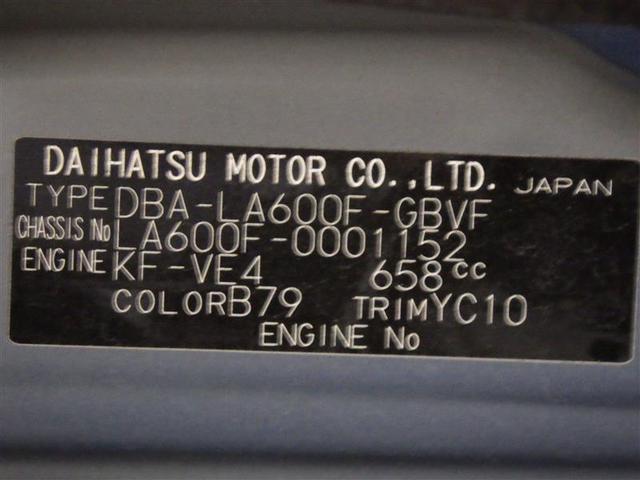 DAIHATSU MOTOR CO.,LTD. JAPAN
TYPE DBA-LA600F-GBVF
CHASSIS No LA600F-0001152
ENGINE KF-VE4 658cc
COLOR B79 TRIM YC10
ENGINE No